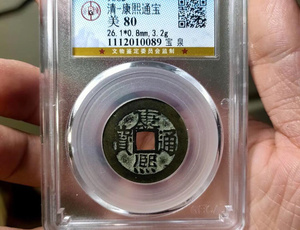 清-康熙通宝
美 80
26.1*0.8mm,3.2g
1112010089 宝 泉
文物鉴定委员会监制
康熙通寳